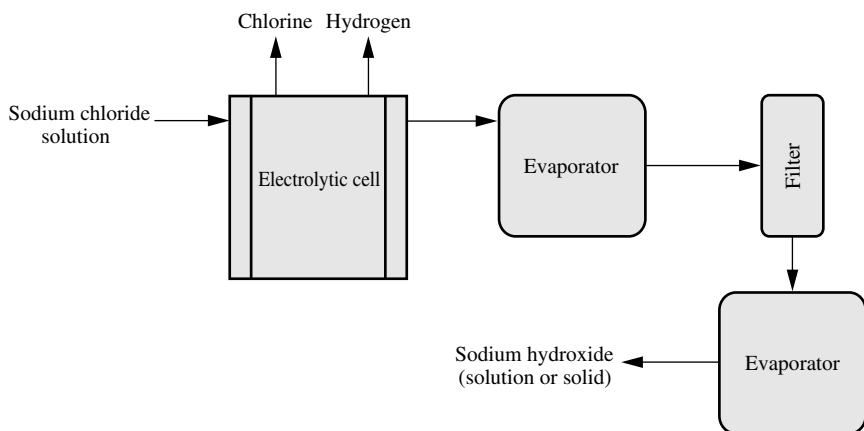 Chlorine
Hydrogen
Sodium chloride
solution
Electrolytic cell
Evaporator
Filter
Evaporator
Sodium hydroxide
(solution or solid)